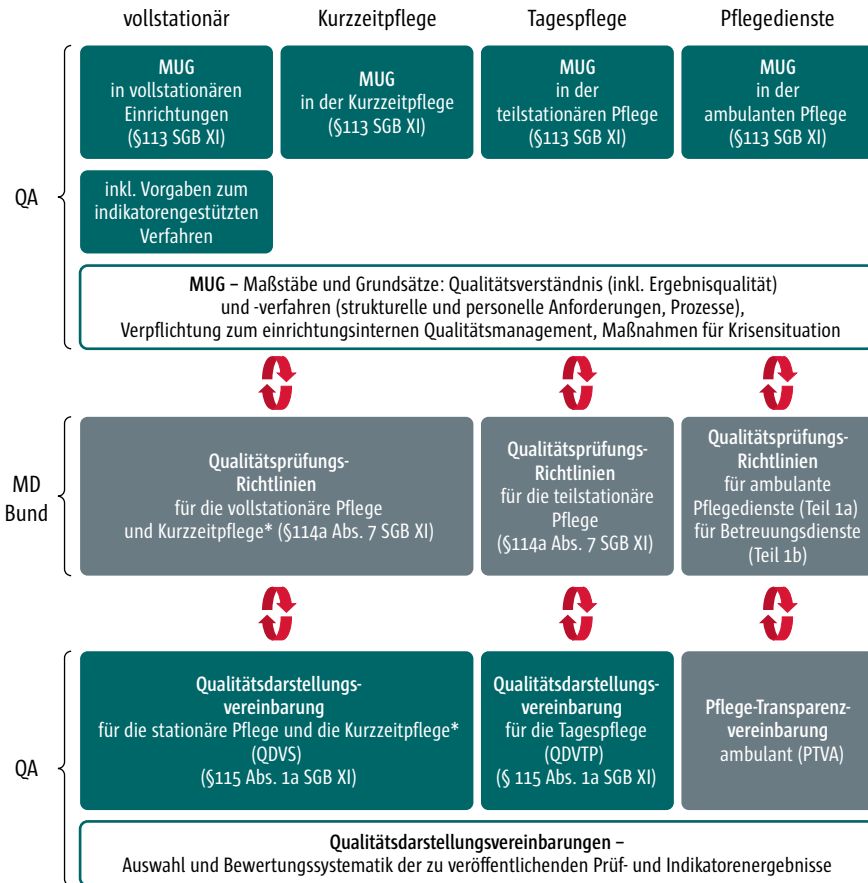 vollstationär
Kurzzeitpflege
Tagespflege
Pflegedienste
QA
MUG
in vollstationären
Einrichtungen
(§113 SGB XI)
MUG
in der Kurzzeitpflege
(§113 SGB XI)
MUG
in der
teilstationären Pflege
(§113 SGB XI)
MUG
in der
ambulanten Pflege
(§113 SGB XI)
inkl. Vorgaben zum
indikatorengestützten
Verfahren
MUG – Maßstäbe und Grundsätze: Qualitätsverständnis (inkl. Ergebnisqualität)
und -verfahren (strukturelle und personelle Anforderungen, Prozesse),
Verpflichtung zum einrichtungsinternen Qualitätsmanagement, Maßnahmen für Krisensituation
MD
Bund
Qualitätsprüfungs-
Richtlinien
für die vollstationäre Pflege
und Kurzzeitpflege* (§114a Abs. 7 SGB XI)
Qualitätsprüfungs-
Richtlinien
für die teilstationäre
Pflege
(§114a Abs. 7 SGB XI)
Qualitätsprüfungs-
Richtlinien
für ambulante
Pflegedienste (Teil 1a)
für Betreuungsdienste
(Teil 1b)
QA
Qualitätsdarstellungs-
vereinbarung
für die stationäre Pflege und die Kurzzeitpflege*
(QDVS)
(§115 Abs. 1a SGB XI)
Qualitätsdarstellungs-
vereinbarung
für die Tagespflege
(QDVTP)
(§ 115 Abs. 1a SGB XI)
Pflege-Transparenz-
vereinbarung
ambulant (PTVA)
Qualitätsdarstellungsvereinbarungen –
Auswahl und Bewertungssystematik der zu veröffentlichenden Prüf- und Indikatorenergebnisse